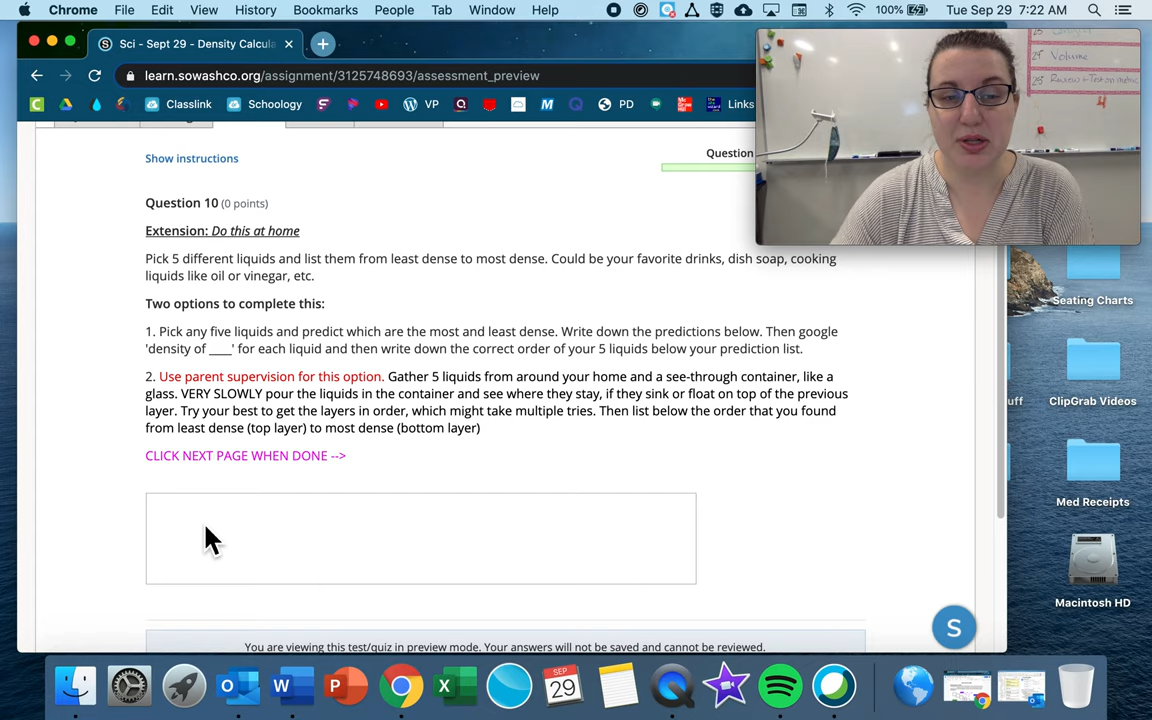 Chrome File Edit View History Bookmarks People Tab Window Help 100% Tue Sep 29 7:22 AM
Sci - Sept 29 - Density Calcula
learn.sowashco.org/assignment/3125748693/assessment_preview
Classlink Schoology VP PD Links
Volume
Show instructions
Question
Question 10 (0 points)
Extension: Do this at home
Pick 5 different liquids and list them from least dense to most dense. Could be your favorite drinks, dish soap, cooking
liquids like oil or vinegar, etc.
Two options to complete this:
1. Pick any five liquids and predict which are the most and least dense. Write down the predictions below. Then google
'density of ____' for each liquid and then write down the correct order of your 5 liquids below your prediction list.
2. Use parent supervision for this option. Gather 5 liquids from around your home and a see-through container, like a
glass. VERY SLOWLY pour the liquids in the container and see where they stay, if they sink or float on top of the previous
layer. Try your best to get the layers in order, which might take multiple tries. Then list below the order that you found
from least dense (top layer) to most dense (bottom layer)
CLICK NEXT PAGE WHEN DONE -->
You are viewing this test/quiz in preview mode. Your answers will not be saved and cannot be reviewed.
S
Seating Charts
uff
ClipGrab Videos
Med Receipts
Macintosh HD
SEP
29